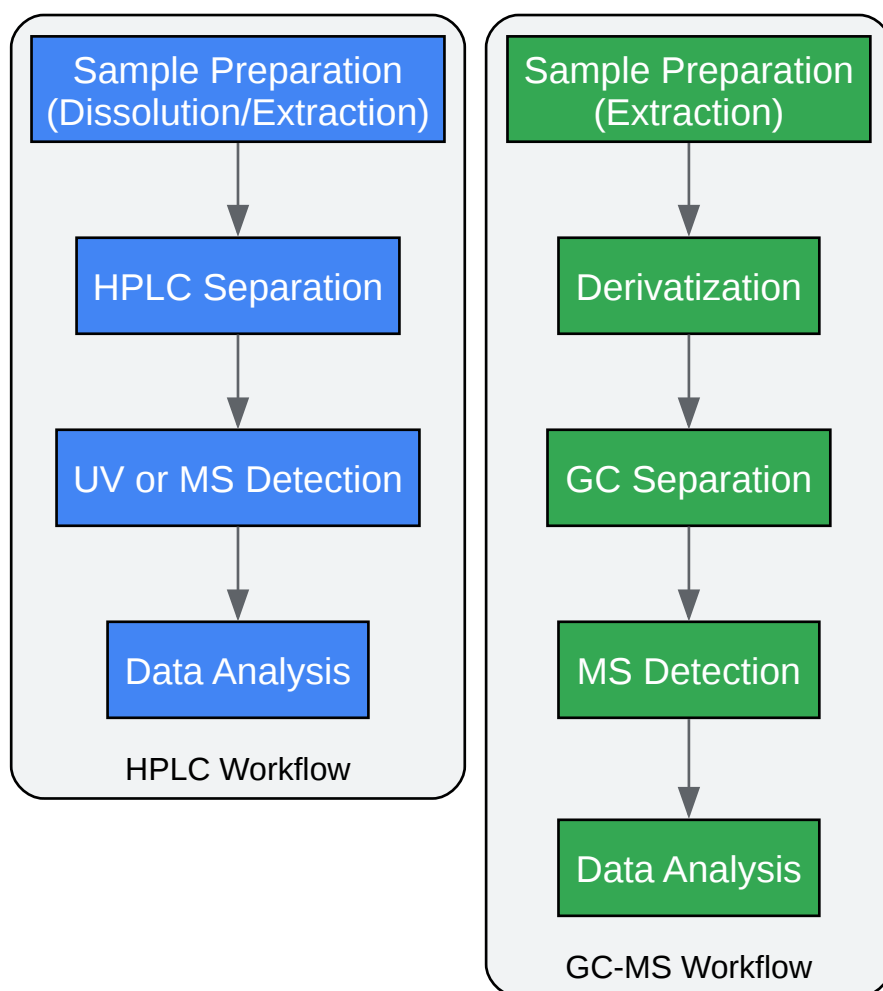 Sample Preparation
(Dissolution/Extraction)
HPLC Separation
UV or MS Detection
Data Analysis
HPLC Workflow
Sample Preparation
(Extraction)
Derivatization
GC Separation
MS Detection
Data Analysis
GC-MS Workflow